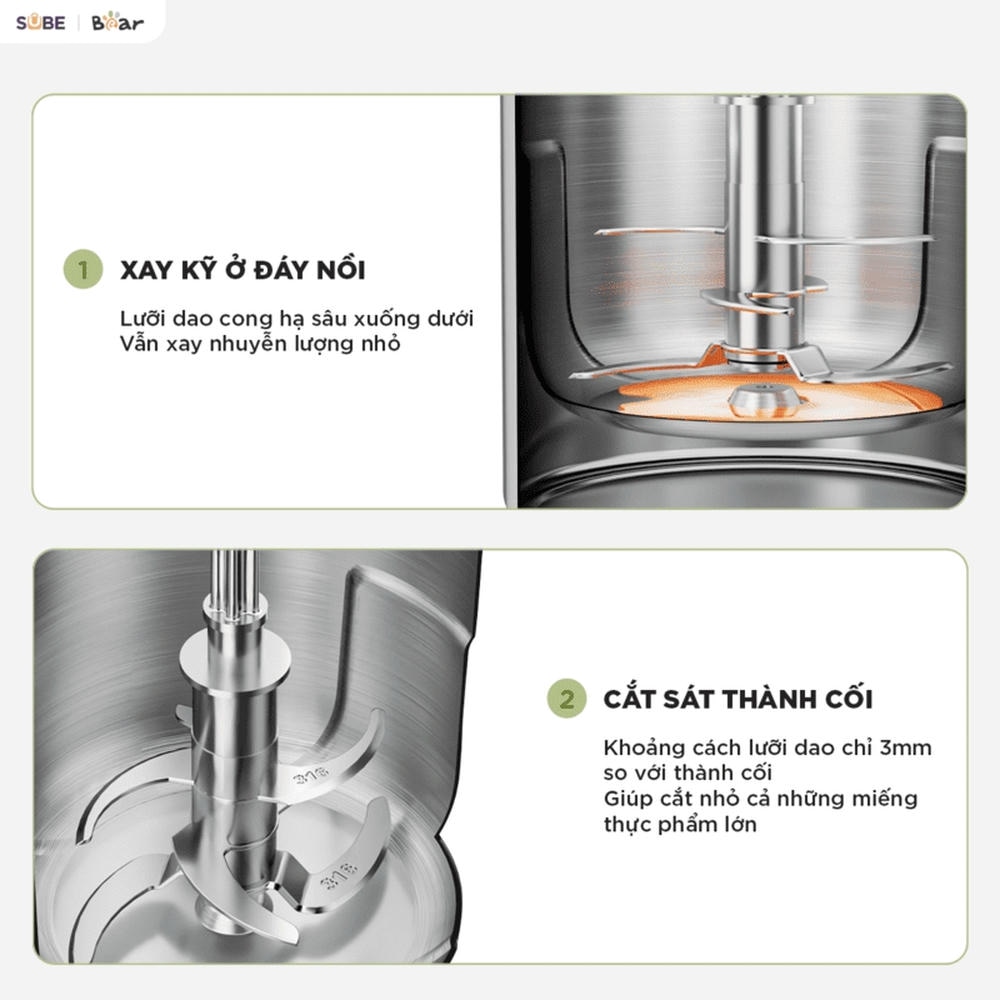 SUBE | Bear
1 XAY KỸ Ở ĐÁY NỒI
Lưỡi dao cong hạ sâu xuống dưới
Vẫn xay nhuyễn lượng nhỏ
316
316
2 CẮT SÁT THÀNH CỐI
Khoảng cách lưỡi dao chỉ 3mm
so với thành cối
Giúp cắt nhỏ cả những miếng
thực phẩm lớn